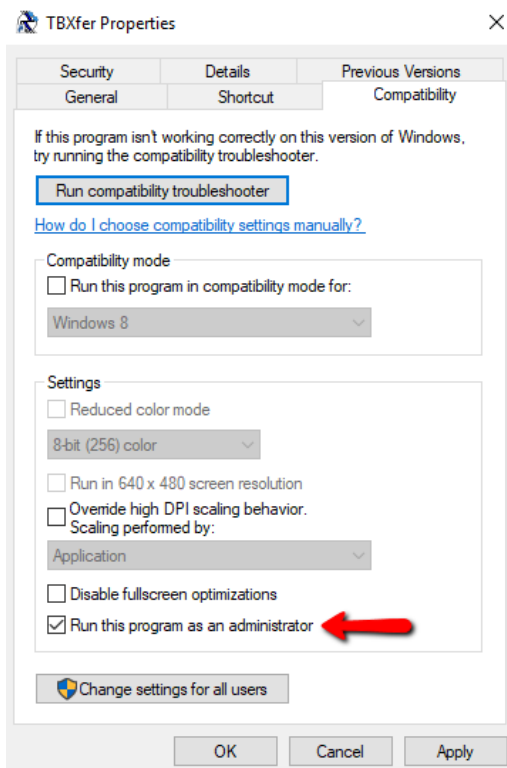 TBXfer Properties
Security
Details
Previous Versions
General
Shortcut
Compatibility
If this program isn't working correctly on this version of Windows,
try running the compatibility troubleshooter.
Run compatibility troubleshooter
How do I choose compatibility settings manually?
Compatibility mode
Run this program in compatibility mode for:
Windows 8
Settings
Reduced color mode
8-bit (256) color
Run in 640 x 480 screen resolution
Override high DPI scaling behavior.
Scaling performed by:
Application
Disable fullscreen optimizations
Run this program as an administrator
Change settings for all users
OK
Cancel
Apply